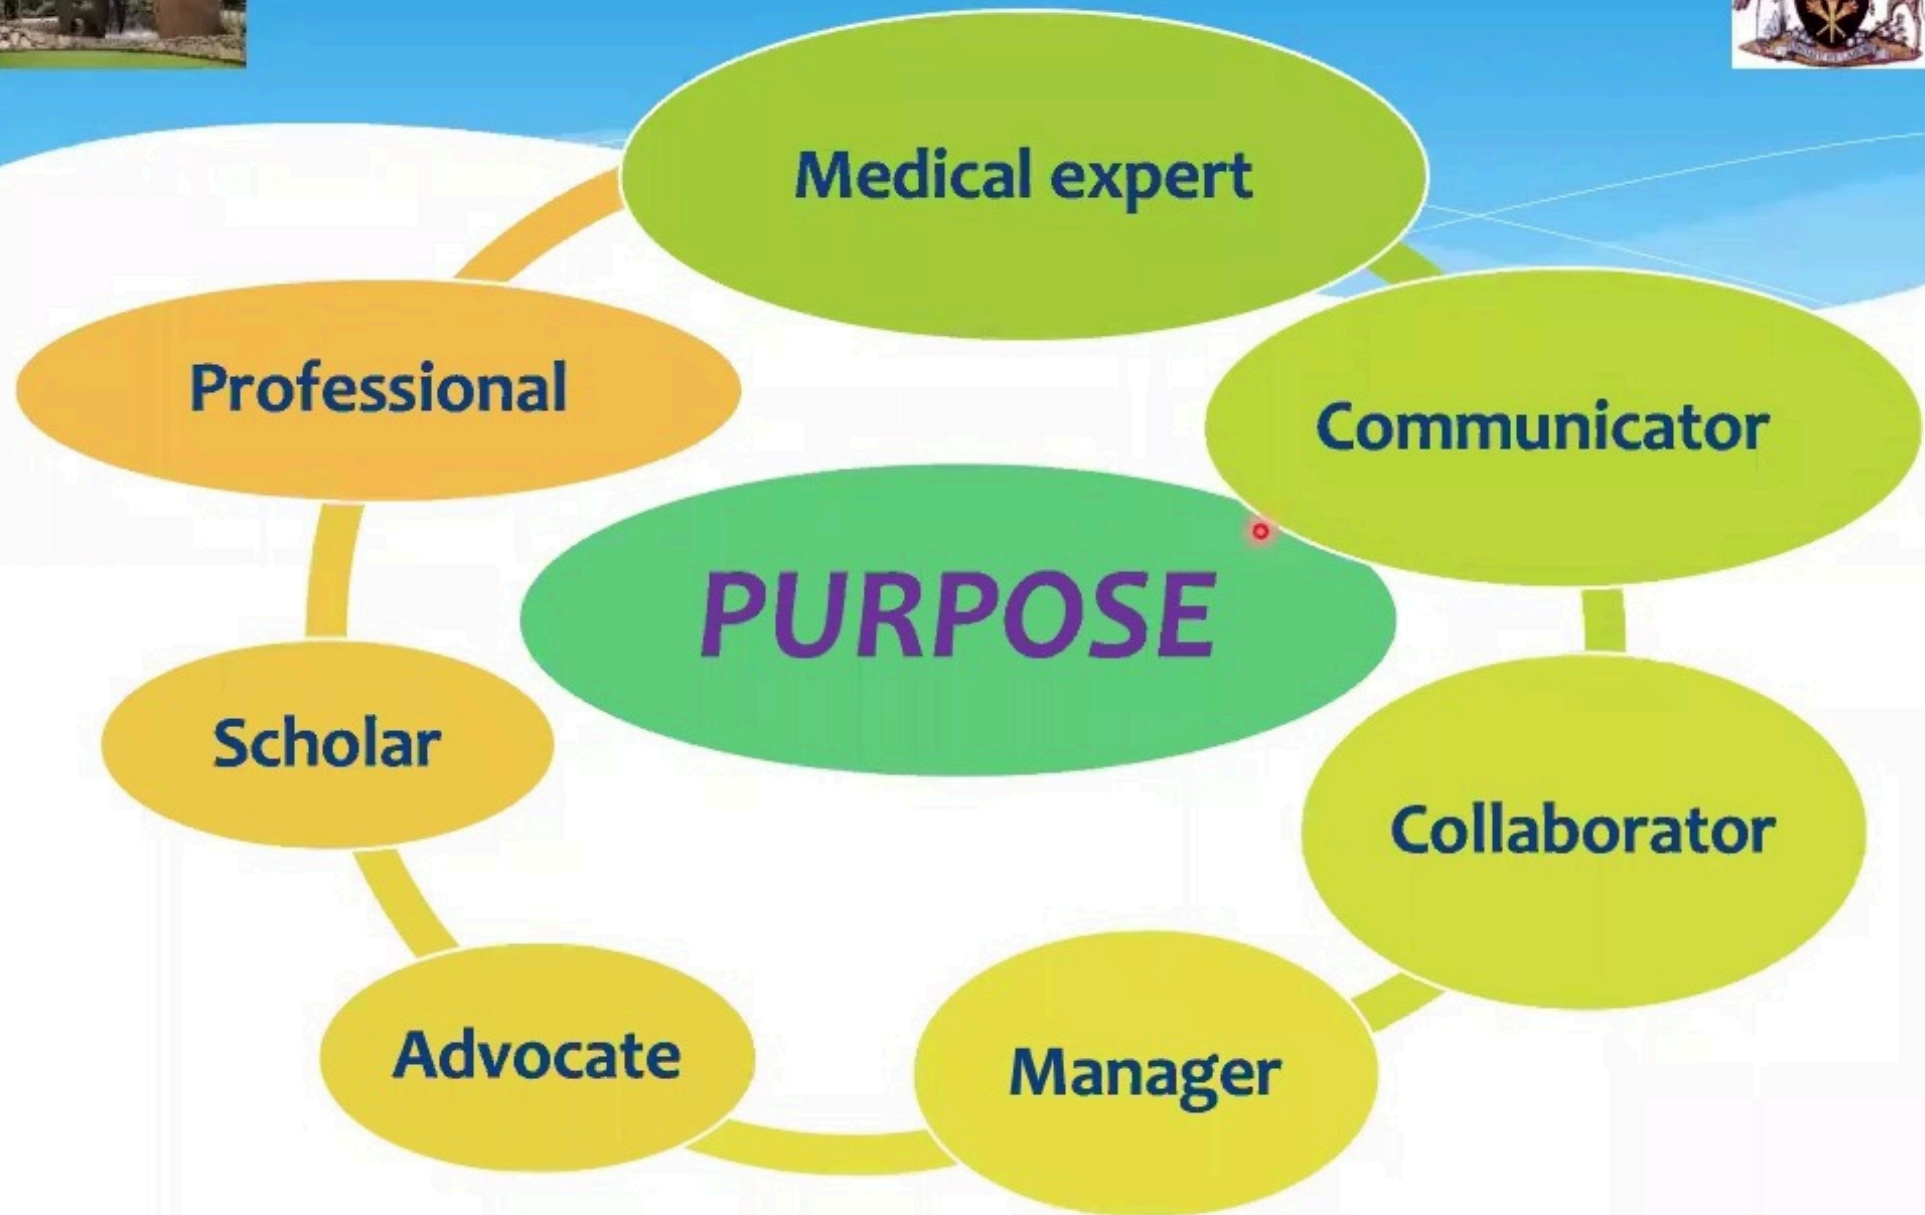 Medical expert
Professional
Communicator
PURPOSE
Scholar
Collaborator
Advocate
Manager